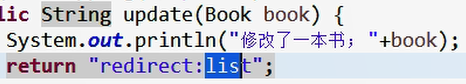 lic String update(Book book) {
System.out.println("修改了一本书；"+book);
return "redirect:list";